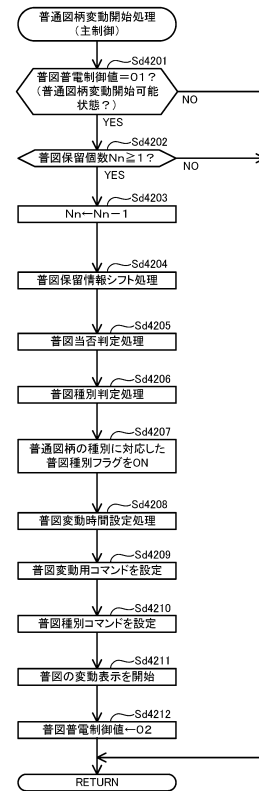 普通図柄変動開始処理
(主制御)
Sd4201
普図普電制御値=01?
(普通図柄変動開始可能
状態?)
NO
YES
Sd4202
普図保留個数Nn≧1?
NO
YES
Sd4203
Nn←Nn−1
Sd4204
普図保留情報シフト処理
Sd4205
普図当否判定処理
Sd4206
普図種別判定処理
Sd4207
普通図柄の種別に対応した
普図種別フラグをON
Sd4208
普図変動時間設定処理
Sd4209
普図変動用コマンドを設定
Sd4210
普図種別コマンドを設定
Sd4211
普図の変動表示を開始
Sd4212
普図普電制御値←02
RETURN